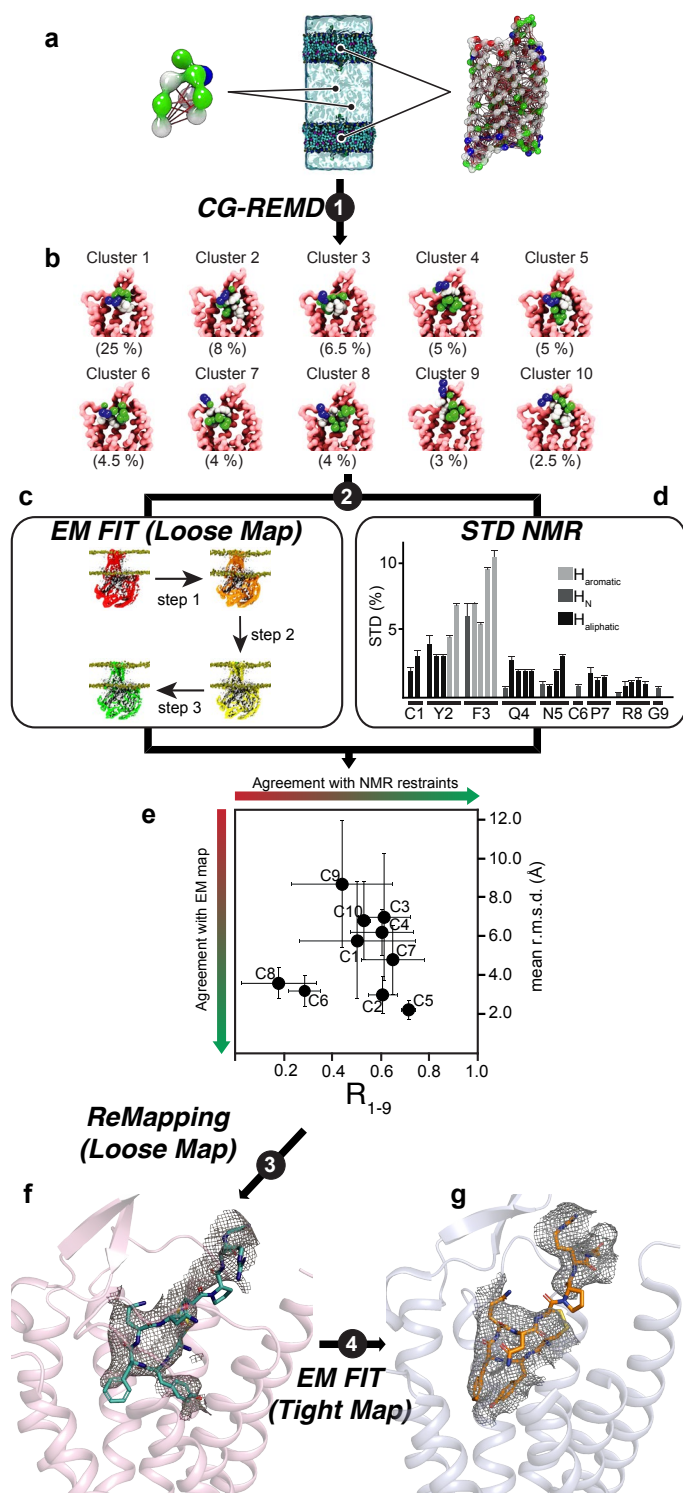 a
CG-REMD 1
b
Cluster 1 Cluster 2 Cluster 3 Cluster 4 Cluster 5
(25 %) (8 %) (6.5 %) (5 %) (5 %)
Cluster 6 Cluster 7 Cluster 8 Cluster 9 Cluster 10
(4.5 %) (4 %) (4 %) (3 %) (2.5 %)
2
c
EM FIT (Loose Map)
step 1
step 2
step 3
d
STD NMR
10
5
STD (%)
Haromatic
HN
Haliphatic
C1 Y2 F3 Q4 N5 C6 P7 R8 G9
Agreement with NMR restraints
e
Agreement with EM map
12.0
10.0
8.0
6.0
4.0
2.0
mean r.m.s.d. (Å)
C9
C3
C10
C4
C1
C7
C8
C6
C2
C5
0.2 0.4 0.6 0.8 1.0
R1-9
ReMapping
(Loose Map)
3
f
g
4
EM FIT
(Tight Map)